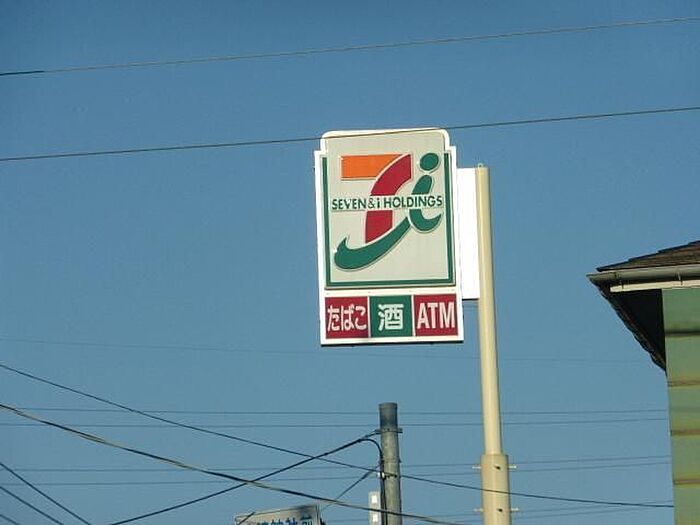 SEVEN & i HOLDINGS
たばこ 酒 ATM